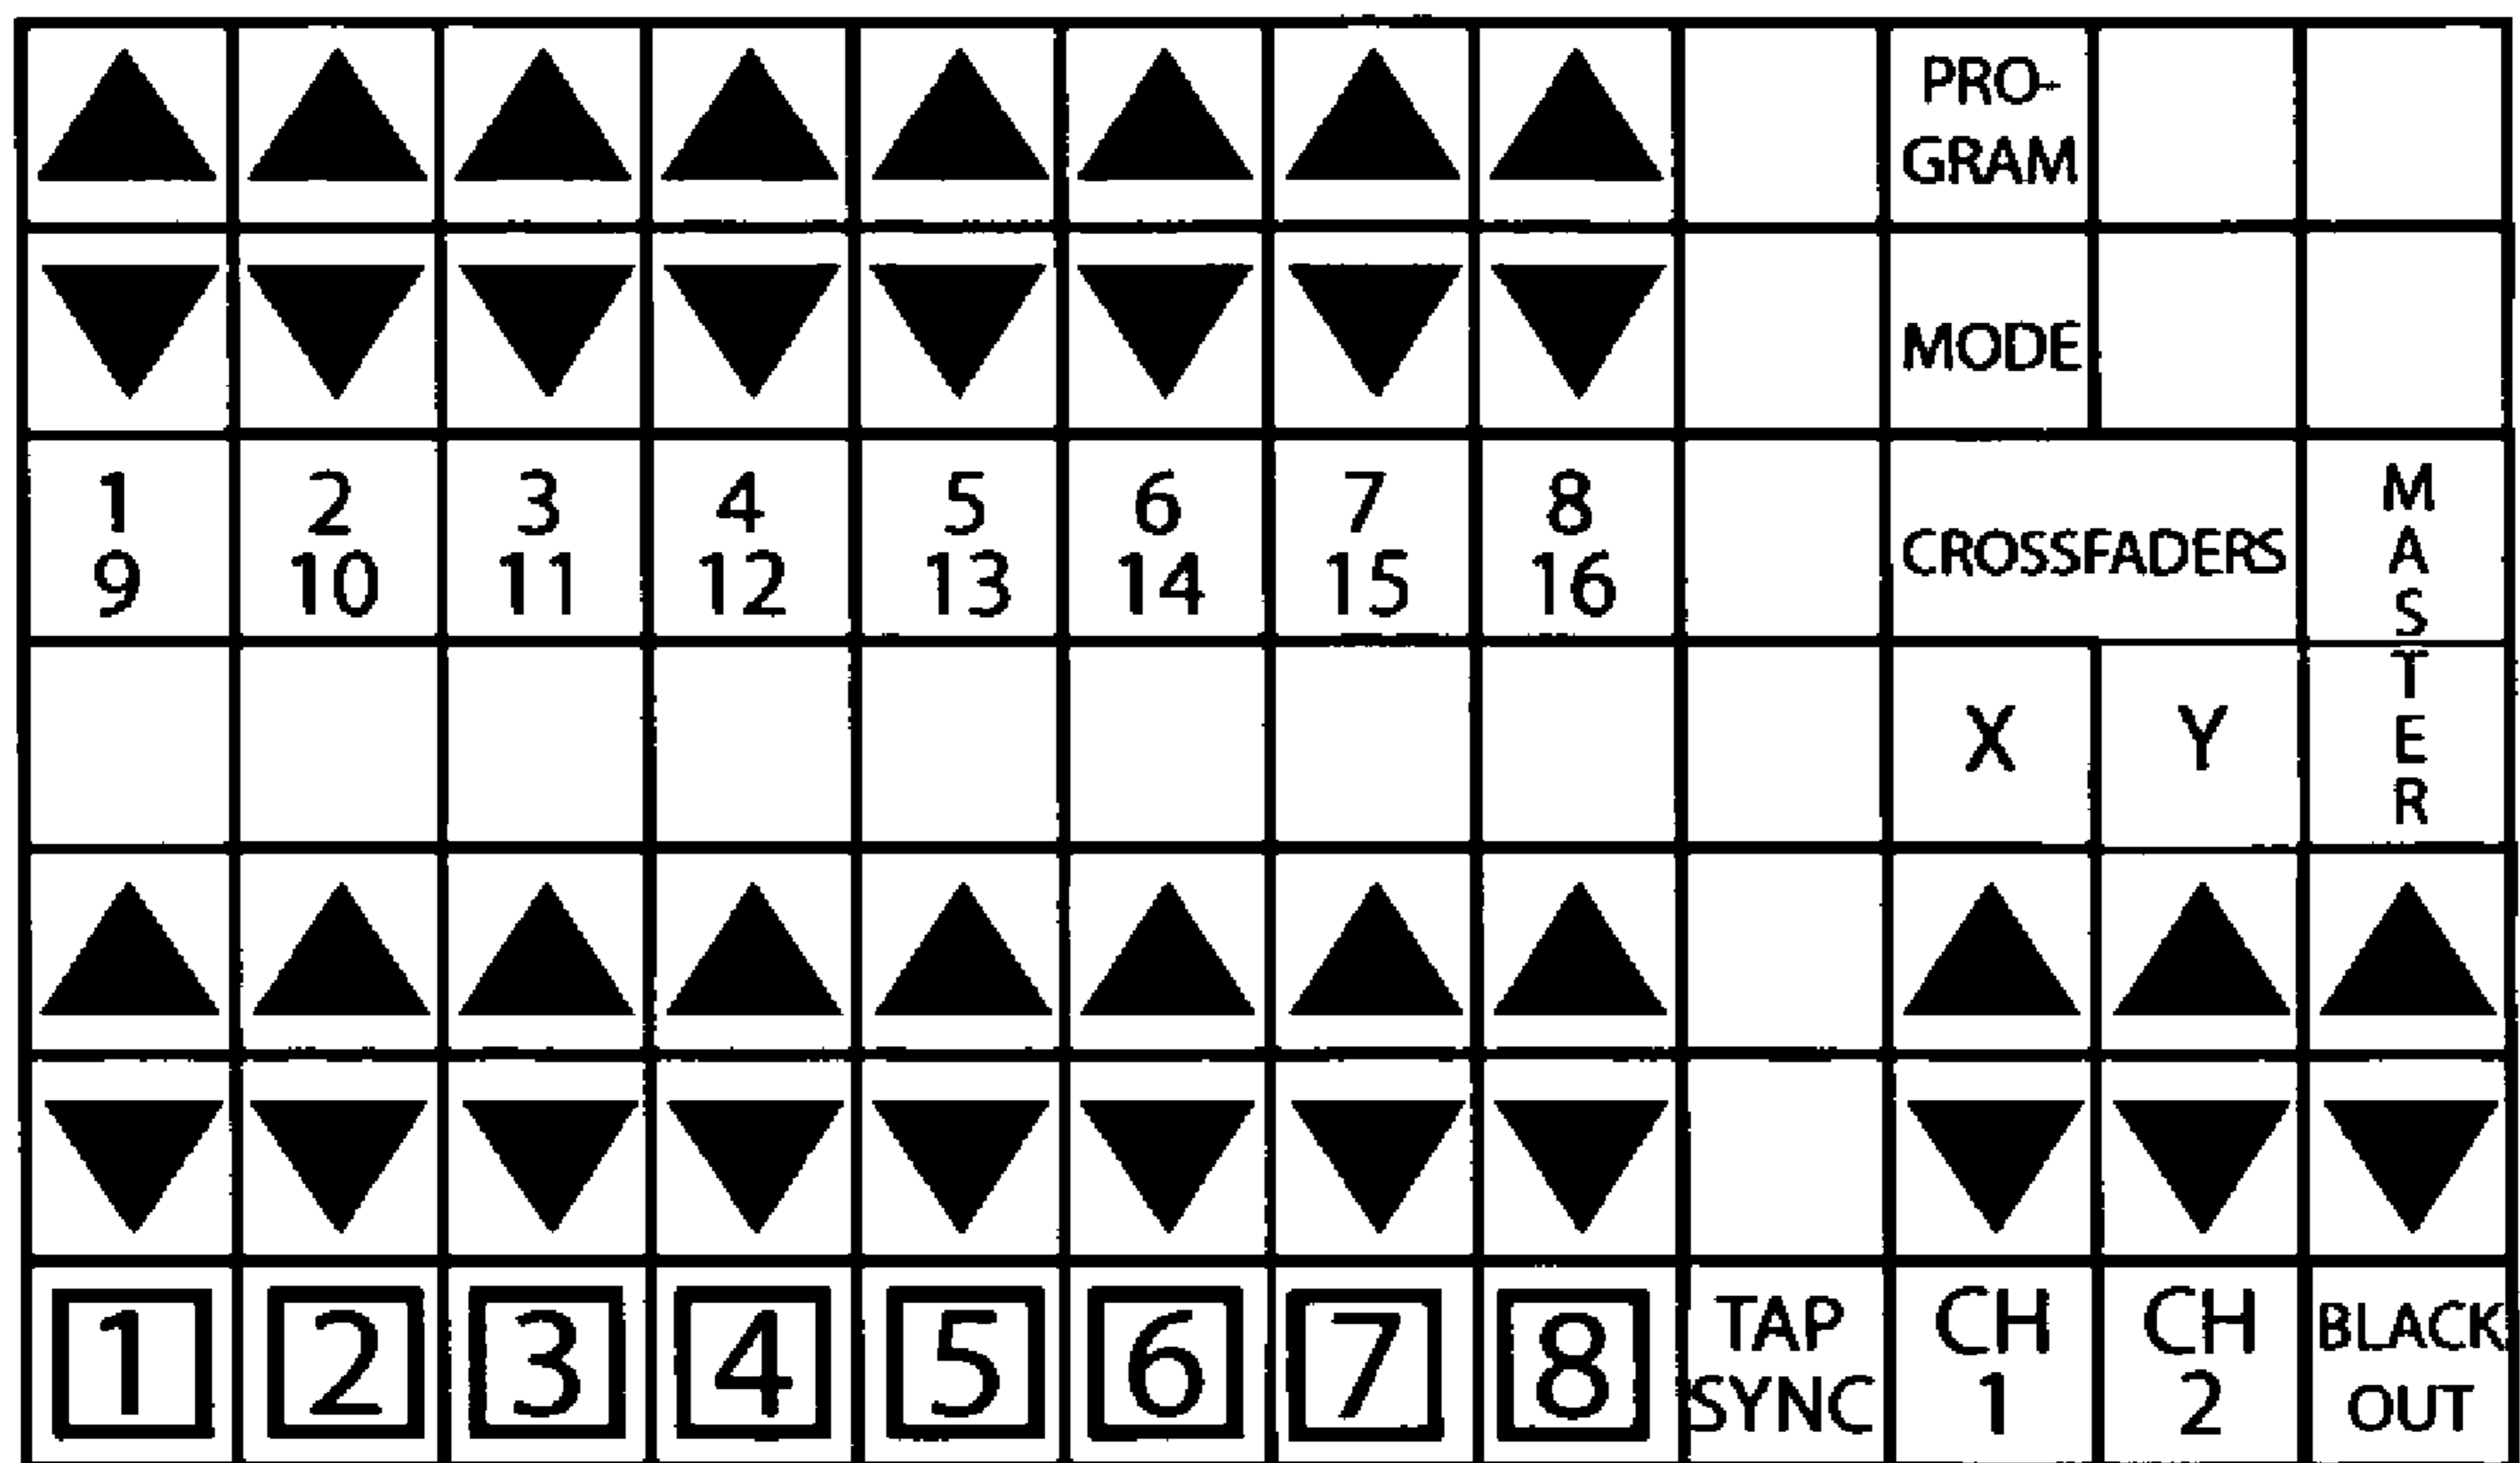 PRO-
GRAM
MODE
1 2 3 4 5 6 7 8
9 10 11 12 13 14 15 16
CROSSFADERS
MASTER
X Y
1 2 3 4 5 6 7 8
TAP
SYNC
CH
1
CH
2
BLACK
OUT